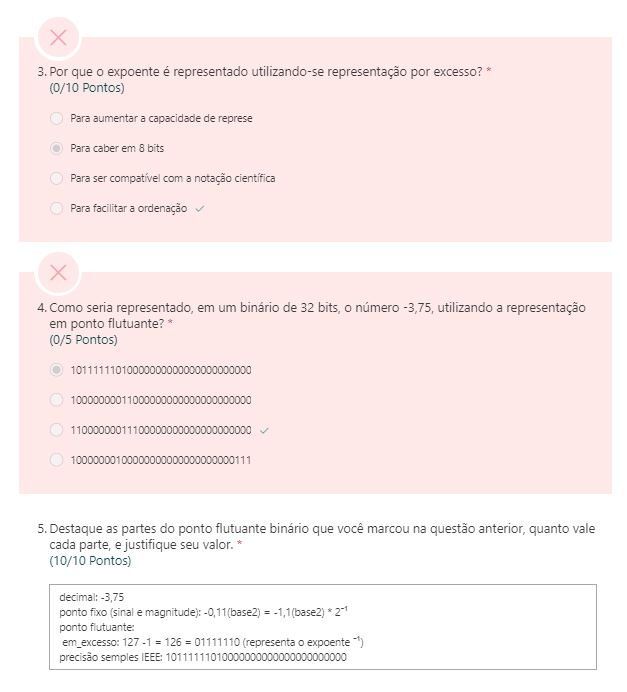 3. Por que o expoente é representado utilizando-se representação por excesso? *
(0/10 Pontos)
Para aumentar a capacidade de represe
Para caber em 8 bits
Para ser compatível com a notação científica
Para facilitar a ordenação
4. Como seria representado, em um binário de 32 bits, o número -3,75, utilizando a representação
em ponto flutuante? *
(0/5 Pontos)
10111111010000000000000000000000
10000000011000000000000000000000
11000000011100000000000000000000
10000000100000000000000000000111
5. Destaque as partes do ponto flutuante binário que você marcou na questão anterior, quanto vale
cada parte, e justifique seu valor. *
(10/10 Pontos)
decimal: -3,75
ponto fixo (sinal e magnitude): -0,11(base2) = -1,1(base2) * 2⁻¹
ponto flutuante:
em_excesso: 127 -1 = 126 = 01111110 (representa o expoente ⁻¹)
precisão semples IEEE: 10111111010000000000000000000000